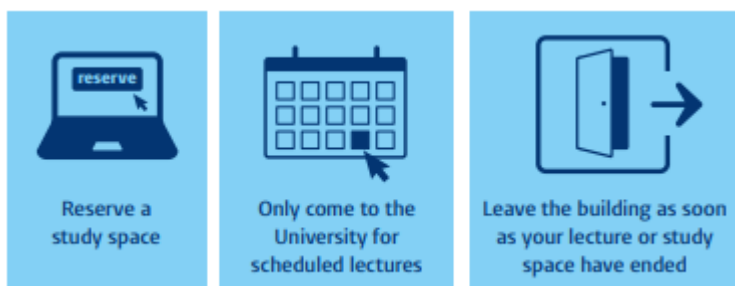 reserve
Reserve a
study space
Only come to the
University for
scheduled lectures
Leave the building as soon
as your lecture or study
space have ended